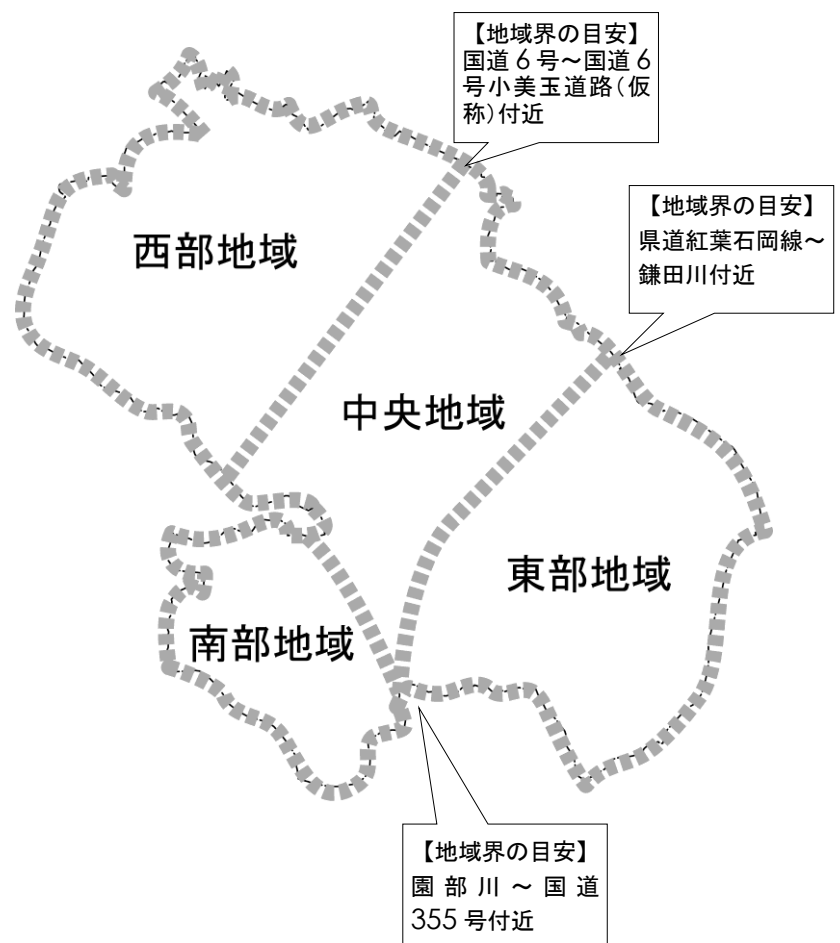 【地域界の目安】
国道6号～国道6
号小美玉道路(仮
称)付近
【地域界の目安】
県道紅葉石岡線～
鎌田川付近
西部地域
中央地域
東部地域
南部地域
【地域界の目安】
園部川～国道
355号付近